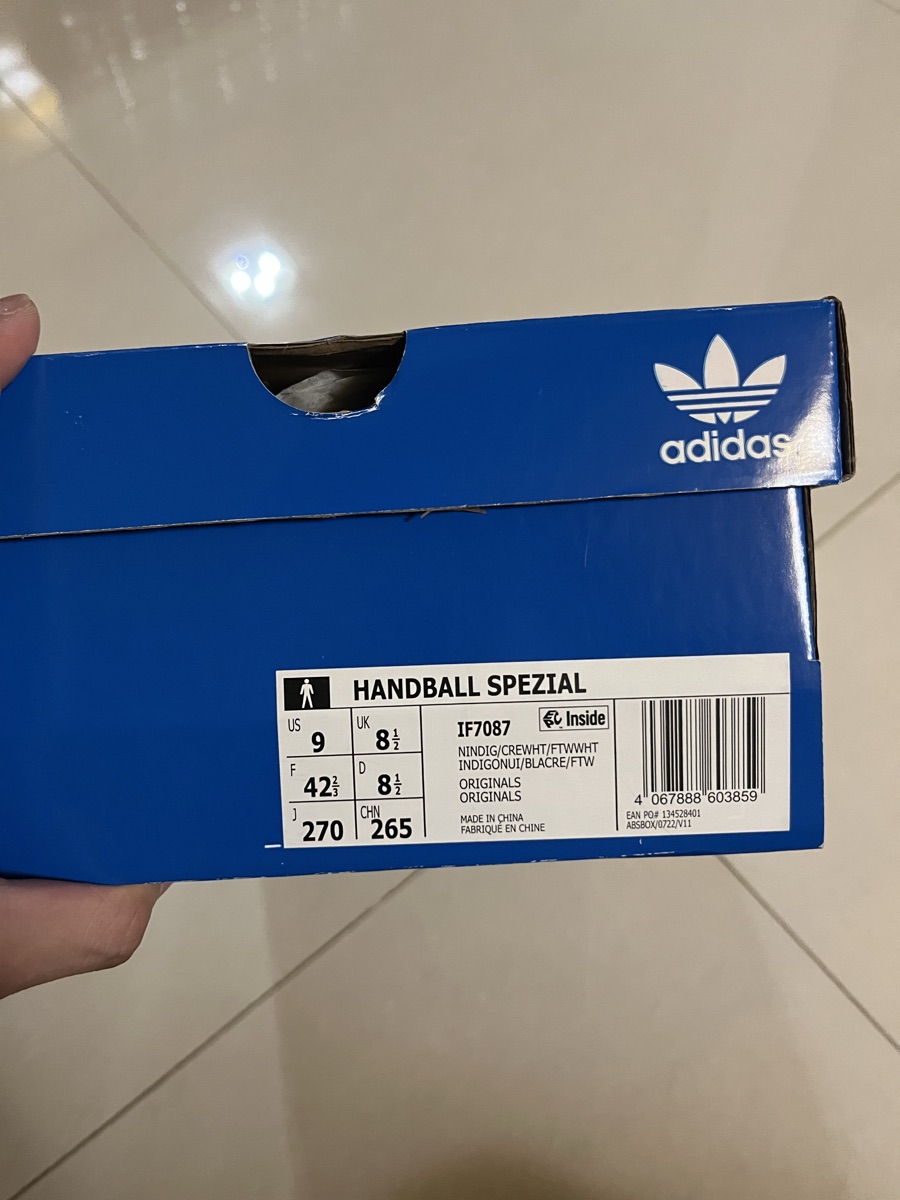 adidas
HANDBALL SPEZIAL
US 9
UK 8½
F 42⅔
D 8½
J 270
CHN 265
IF7087
Inside
NINDIG/CREWHT/FTWWHT
INDIGONUI/BLACRE/FTW
ORIGINALS
ORIGINALS
MADE IN CHINA
FABRIQUÉ EN CHINE
4 067888 603859
EAN PO# 134528401
ABSBOX/0722/V11